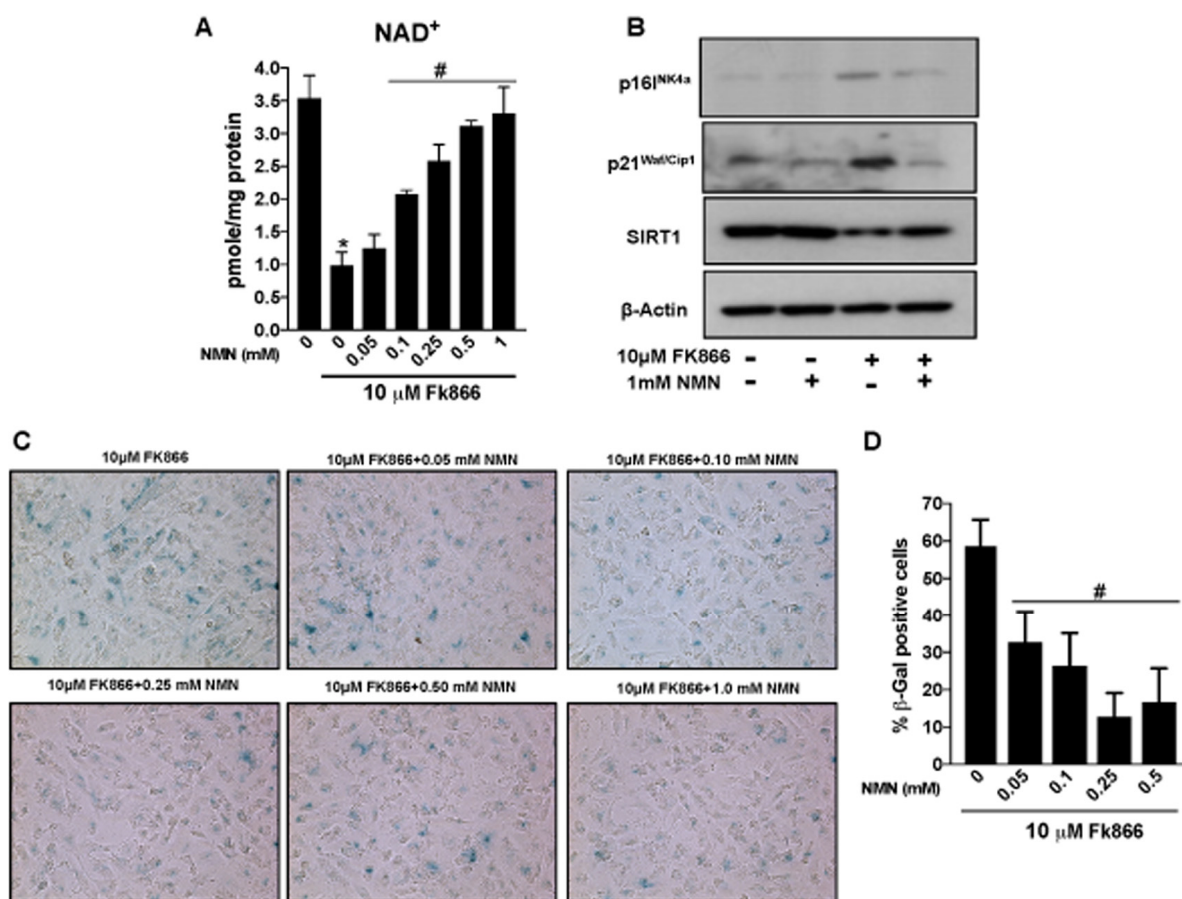 A
NAD+
#
*
pmole/mg protein
4.0
3.5
3.0
2.5
2.0
1.5
1.0
0.5
0.0
NMN (mM)
0 0 0.05 0.1 0.25 0.5 1
10 μM Fk866
B
p16INK4a
p21Waf/Cip1
SIRT1
β-Actin
10μM FK866 - - + +
1mM NMN - + - +
C
10μM FK866
10μM FK866+0.05 mM NMN
10μM FK866+0.10 mM NMN
10μM FK866+0.25 mM NMN
10μM FK866+0.50 mM NMN
10μM FK866+1.0 mM NMN
D
#
% β-Gal positive cells
70
60
50
40
30
20
10
0
NMN (mM)
0 0.05 0.1 0.25 0.5
10 μM Fk866